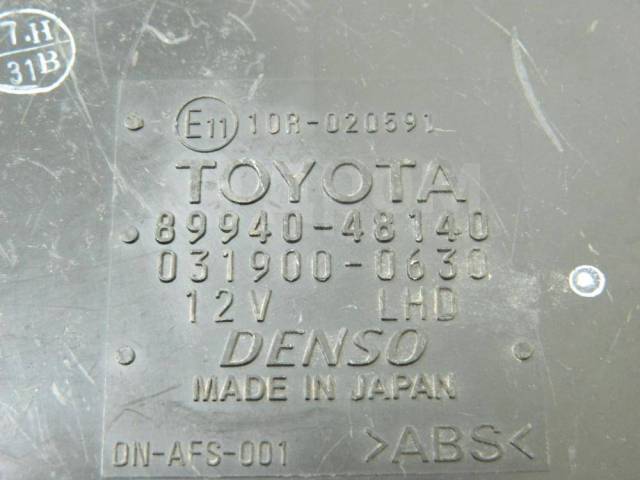 7.H
31B
E11 10R-020591
TOYOTA
89940-48140
031900-0630
12V LHD
DENSO
MADE IN JAPAN
DN-AFS-001 >ABS<